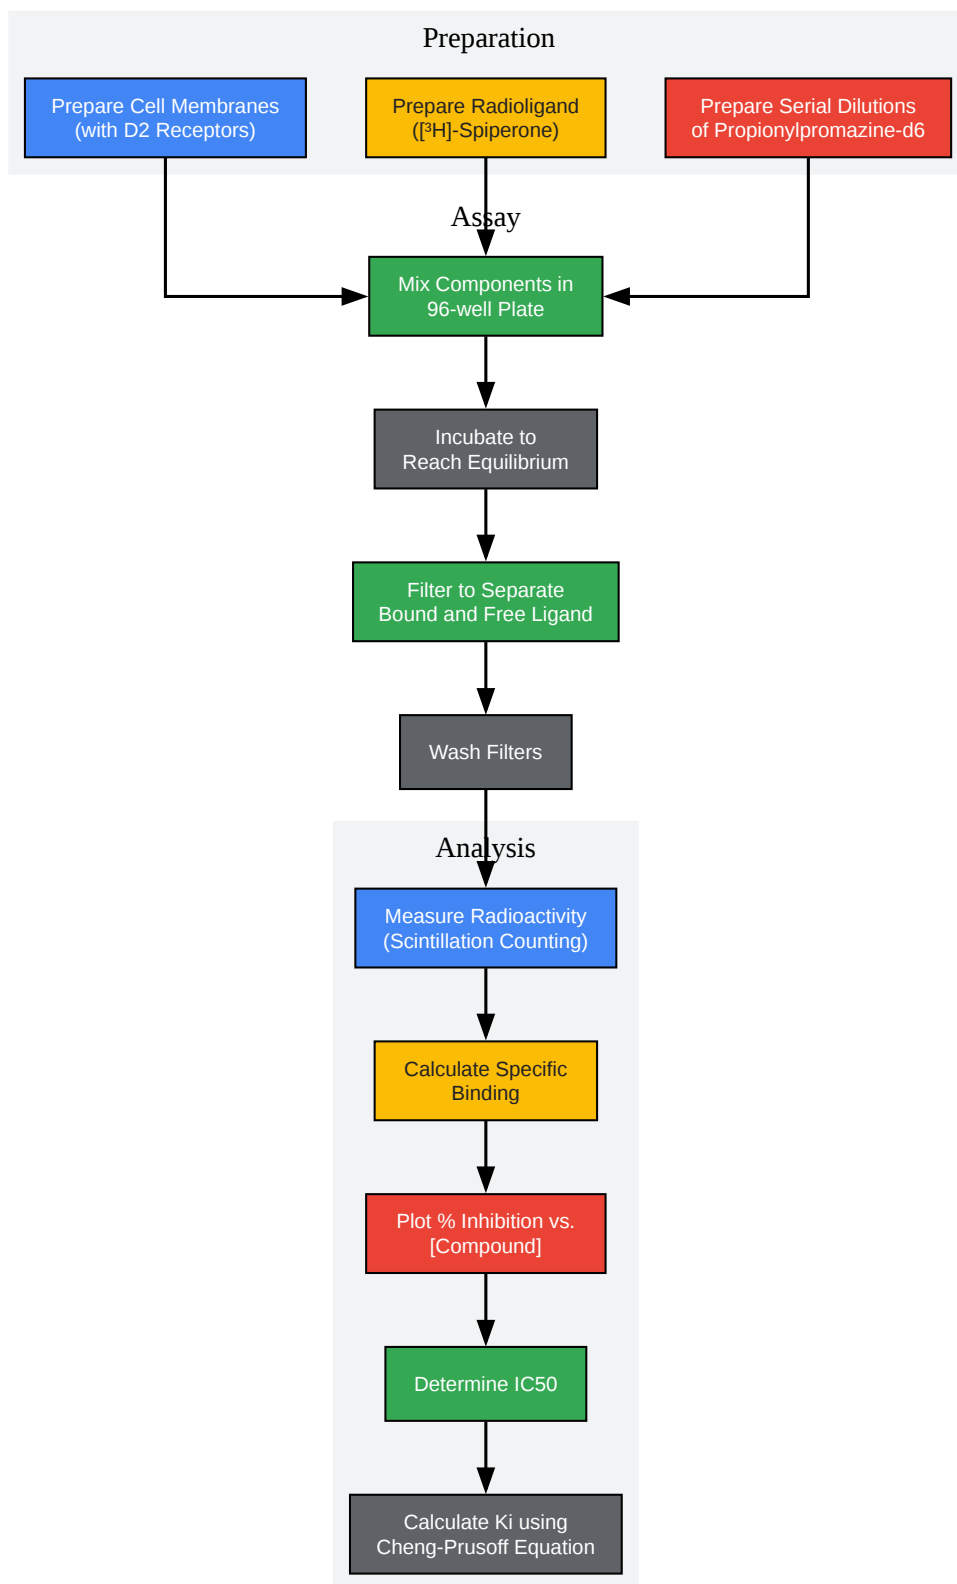 Preparation
Prepare Cell Membranes
(with D2 Receptors)
Prepare Radioligand
([³H]-Spiperone)
Prepare Serial Dilutions
of Propionylpromazine-d6
Assay
Mix Components in
96-well Plate
Incubate to
Reach Equilibrium
Filter to Separate
Bound and Free Ligand
Wash Filters
Analysis
Measure Radioactivity
(Scintillation Counting)
Calculate Specific
Binding
Plot % Inhibition vs.
[Compound]
Determine IC50
Calculate Ki using
Cheng-Prusoff Equation